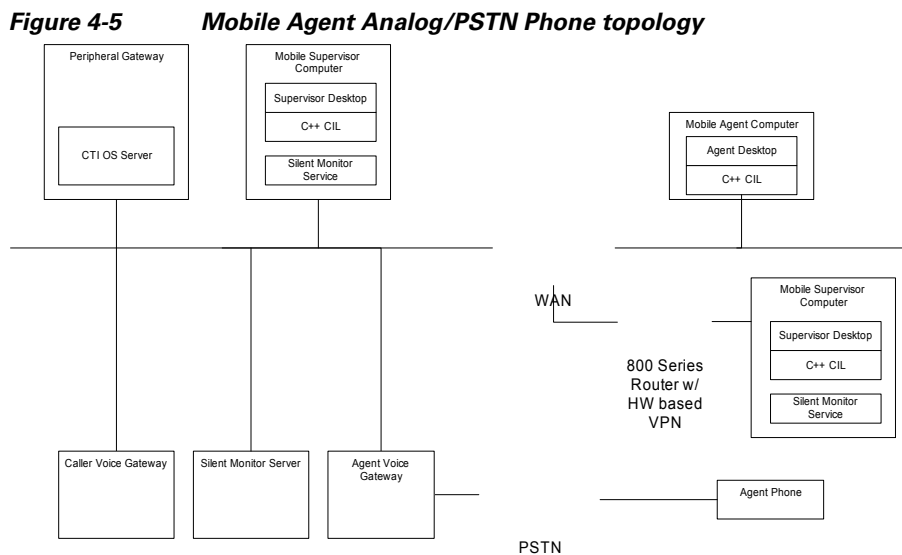 Figure 4-5 Mobile Agent Analog/PSTN Phone topology
Peripheral Gateway
CTI OS Server
Mobile Supervisor
Computer
Supervisor Desktop
C++ CIL
Silent Monitor
Service
Mobile Agent Computer
Agent Desktop
C++ CIL
WAN
800 Series
Router w/
HW based
VPN
Mobile Supervisor
Computer
Supervisor Desktop
C++ CIL
Silent Monitor
Service
Caller Voice Gateway
Silent Monitor Server
Agent Voice
Gateway
Agent Phone
PSTN